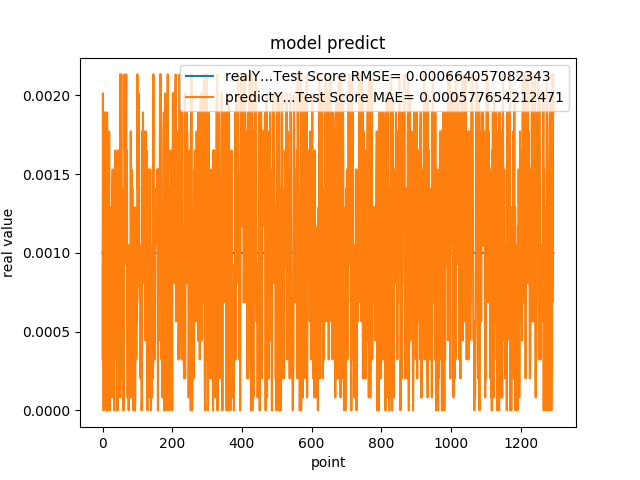 model predict
realY...Test Score RMSE= 0.000664057082343
predictY...Test Score MAE= 0.000577654212471
0.0020
0.0015
0.0010
0.0005
0.0000
real value
0 200 400 600 800 1000 1200
point